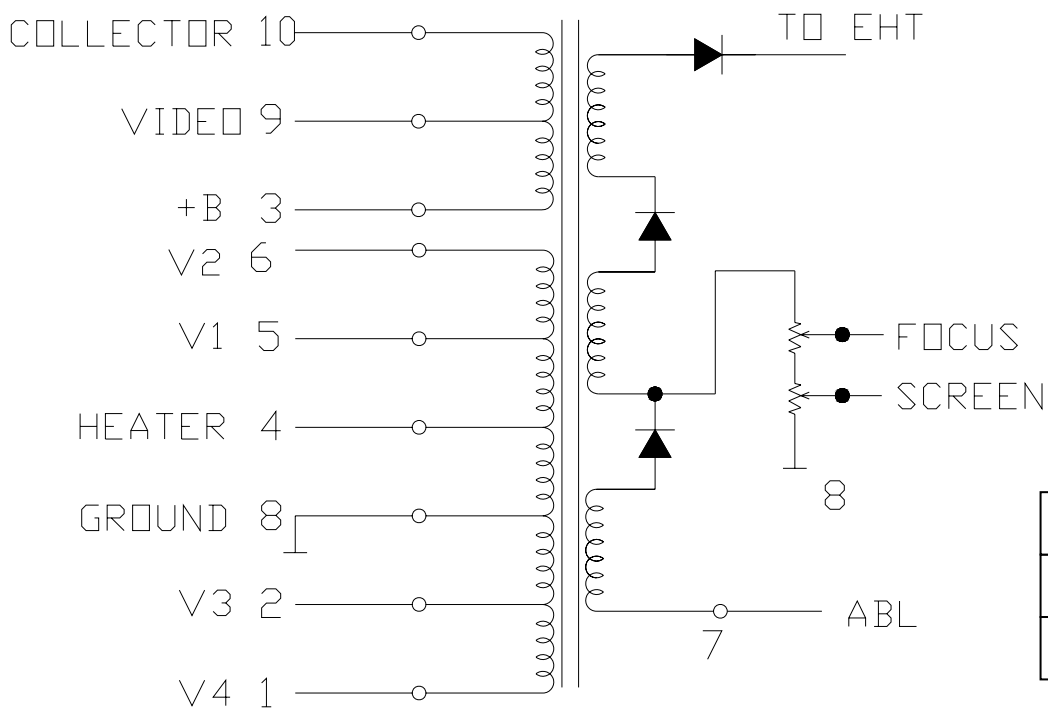 COLLECTOR 10
VIDEO 9
+B 3
V2 6
V1 5
HEATER 4
GROUND 8
V3 2
V4 1
TO EHT
FOCUS
SCREEN
8
ABL
7